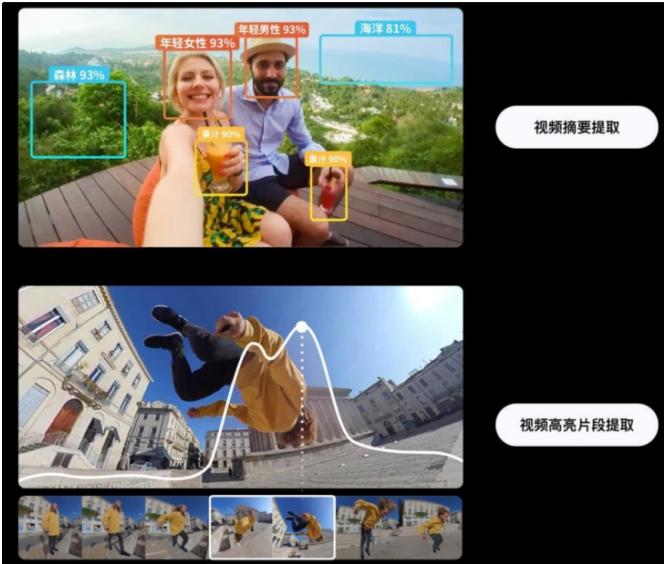 年轻女性 93%
年轻男性 93%
海洋 81%
森林 93%
果汁 90%
果汁 90%
视频摘要提取
视频高亮片段提取